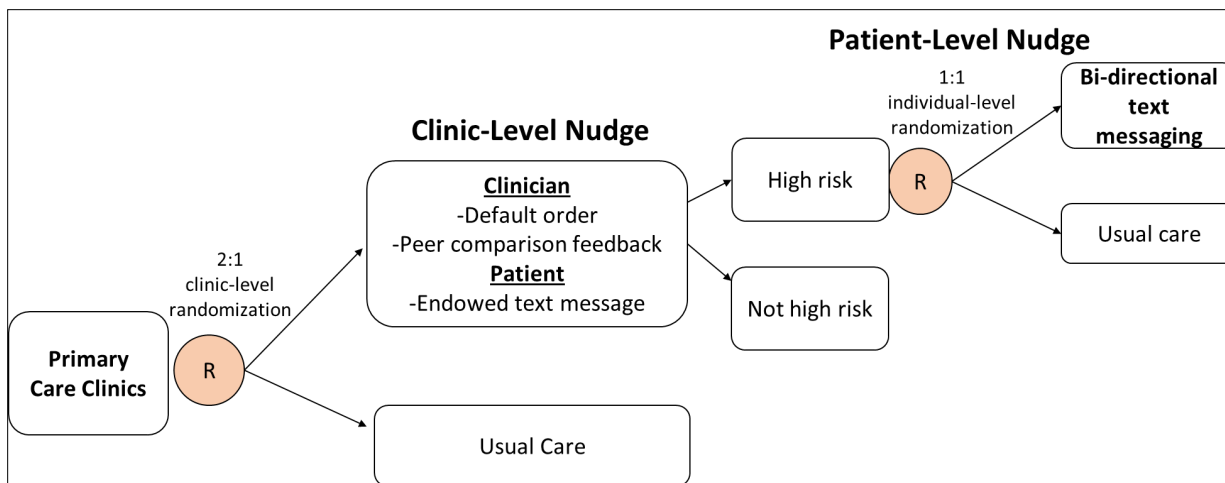 Patient-Level Nudge
1:1
individual-level
randomization
Bi-directional
text
messaging
Clinic-Level Nudge
High risk
R
Clinician
-Default order
-Peer comparison feedback
Patient
-Endowed text message
Usual care
2:1
clinic-level
randomization
Not high risk
Primary
Care Clinics
R
Usual Care